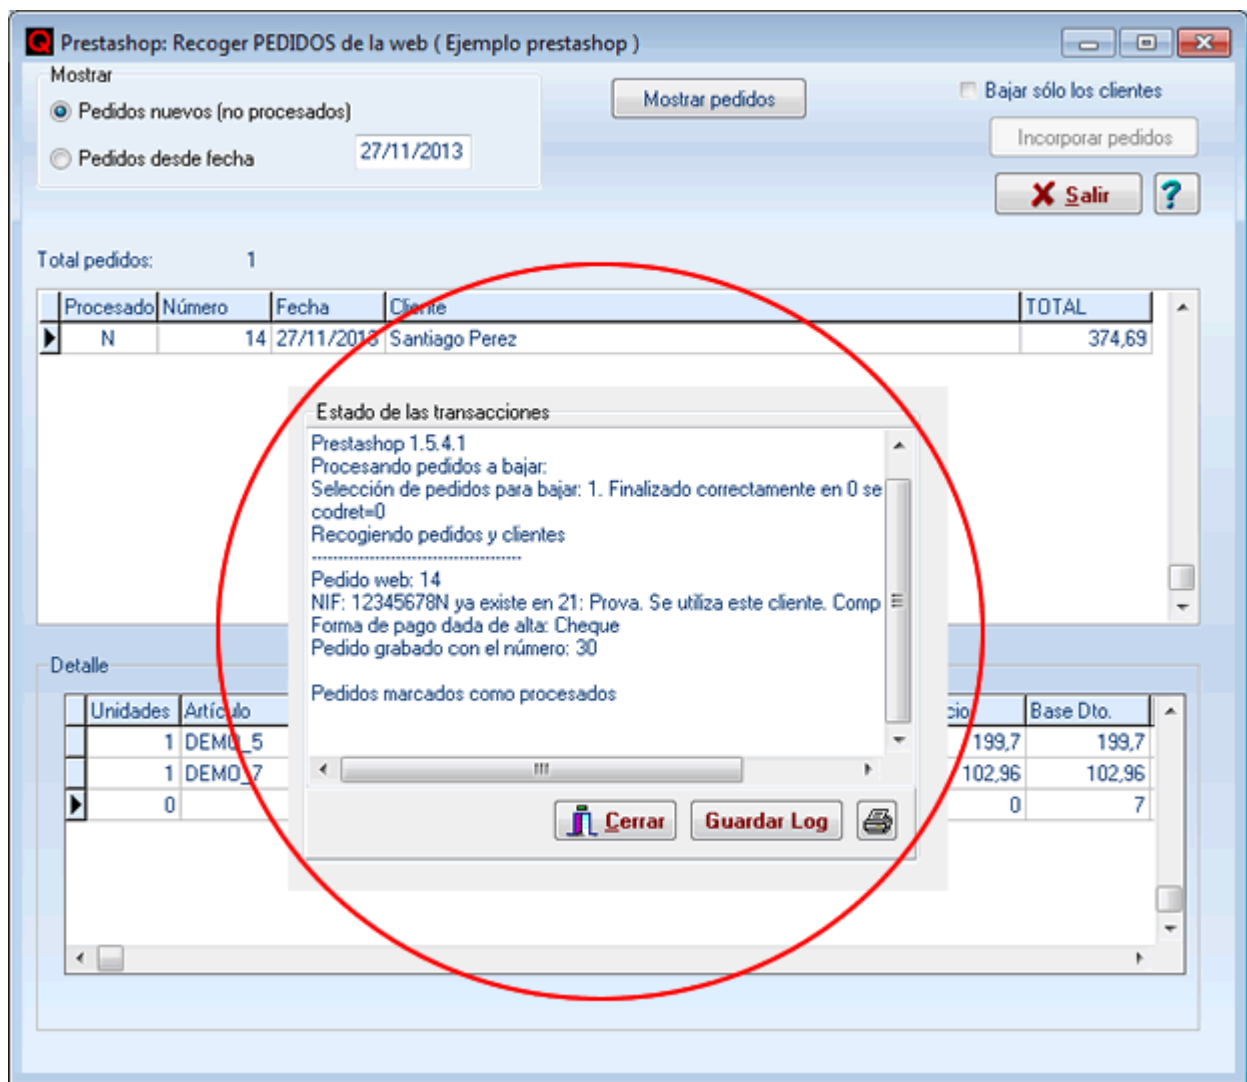 Prestashop: Recoger PEDIDOS de la web ( Ejemplo prestashop )
Mostrar
Pedidos nuevos (no procesados)
Pedidos desde fecha 27/11/2013
Mostrar pedidos
Bajar sólo los clientes
Incorporar pedidos
Salir ?
Total pedidos: 1
Procesado Número Fecha Cliente TOTAL
N 14 27/11/2013 Santiago Perez 374,69
Estado de las transacciones
Prestashop 1.5.4.1
Procesando pedidos a bajar:
Selección de pedidos para bajar: 1. Finalizado correctamente en 0 se
codret=0
Recogiendo pedidos y clientes
------------------------------------------
Pedido web: 14
NIF: 12345678N ya existe en 21: Prova. Se utiliza este cliente. Comp
Forma de pago dada de alta: Cheque
Pedido grabado con el número: 30
Pedidos marcados como procesados
Cerrar Guardar Log
Detalle
Unidades Artículo cio Base Dto.
1 DEMO_5 199,7 199,7
1 DEMO_7 102,96 102,96
0 0 7